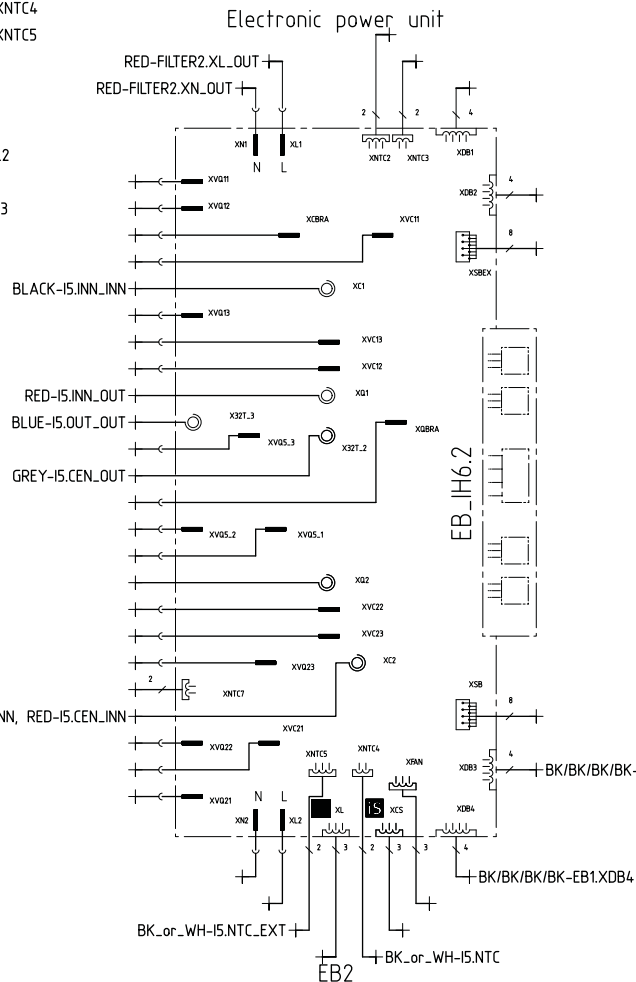 XNTC4
Electronic power unit
XNTC5
RED-FILTER2.XL_OUT
RED-FILTER2.XN_OUT
2 2 4
XN1 XL1 XNTC2 XNTC3 XDB1
N L
XVQ11
4
XDB2
XVQ12
3
XCBRA XVC11
8
XSBEX
BLACK-I5.INN_INN XC1
XVQ13
XVC13
XVC12
RED-I5.INN_OUT XQ1
BLUE-I5.OUT_OUT X32T_3
XQBRA
XVQ5_3 X32T_2
EB_IH6.2
GREY-I5.CEN_OUT
XVQ5_2 XVQ5_1
XQ2
XVC22
XVC23
XVQ23 XC2
2
XNTC7
XSB
8
NN, RED-I5.CEN_INN
XVQ22 XVC21
XNTC5 XNTC4 XFAN
4
XDB3
BK/BK/BK/BK-
XVQ21
N L
XL iS XCS
XDB4
XN2 XL2
2 3 2 3 3 4
BK/BK/BK/BK-EB1.XDB4
BK_or_WH-I5.NTC_EXT
BK_or_WH-I5.NTC
EB2